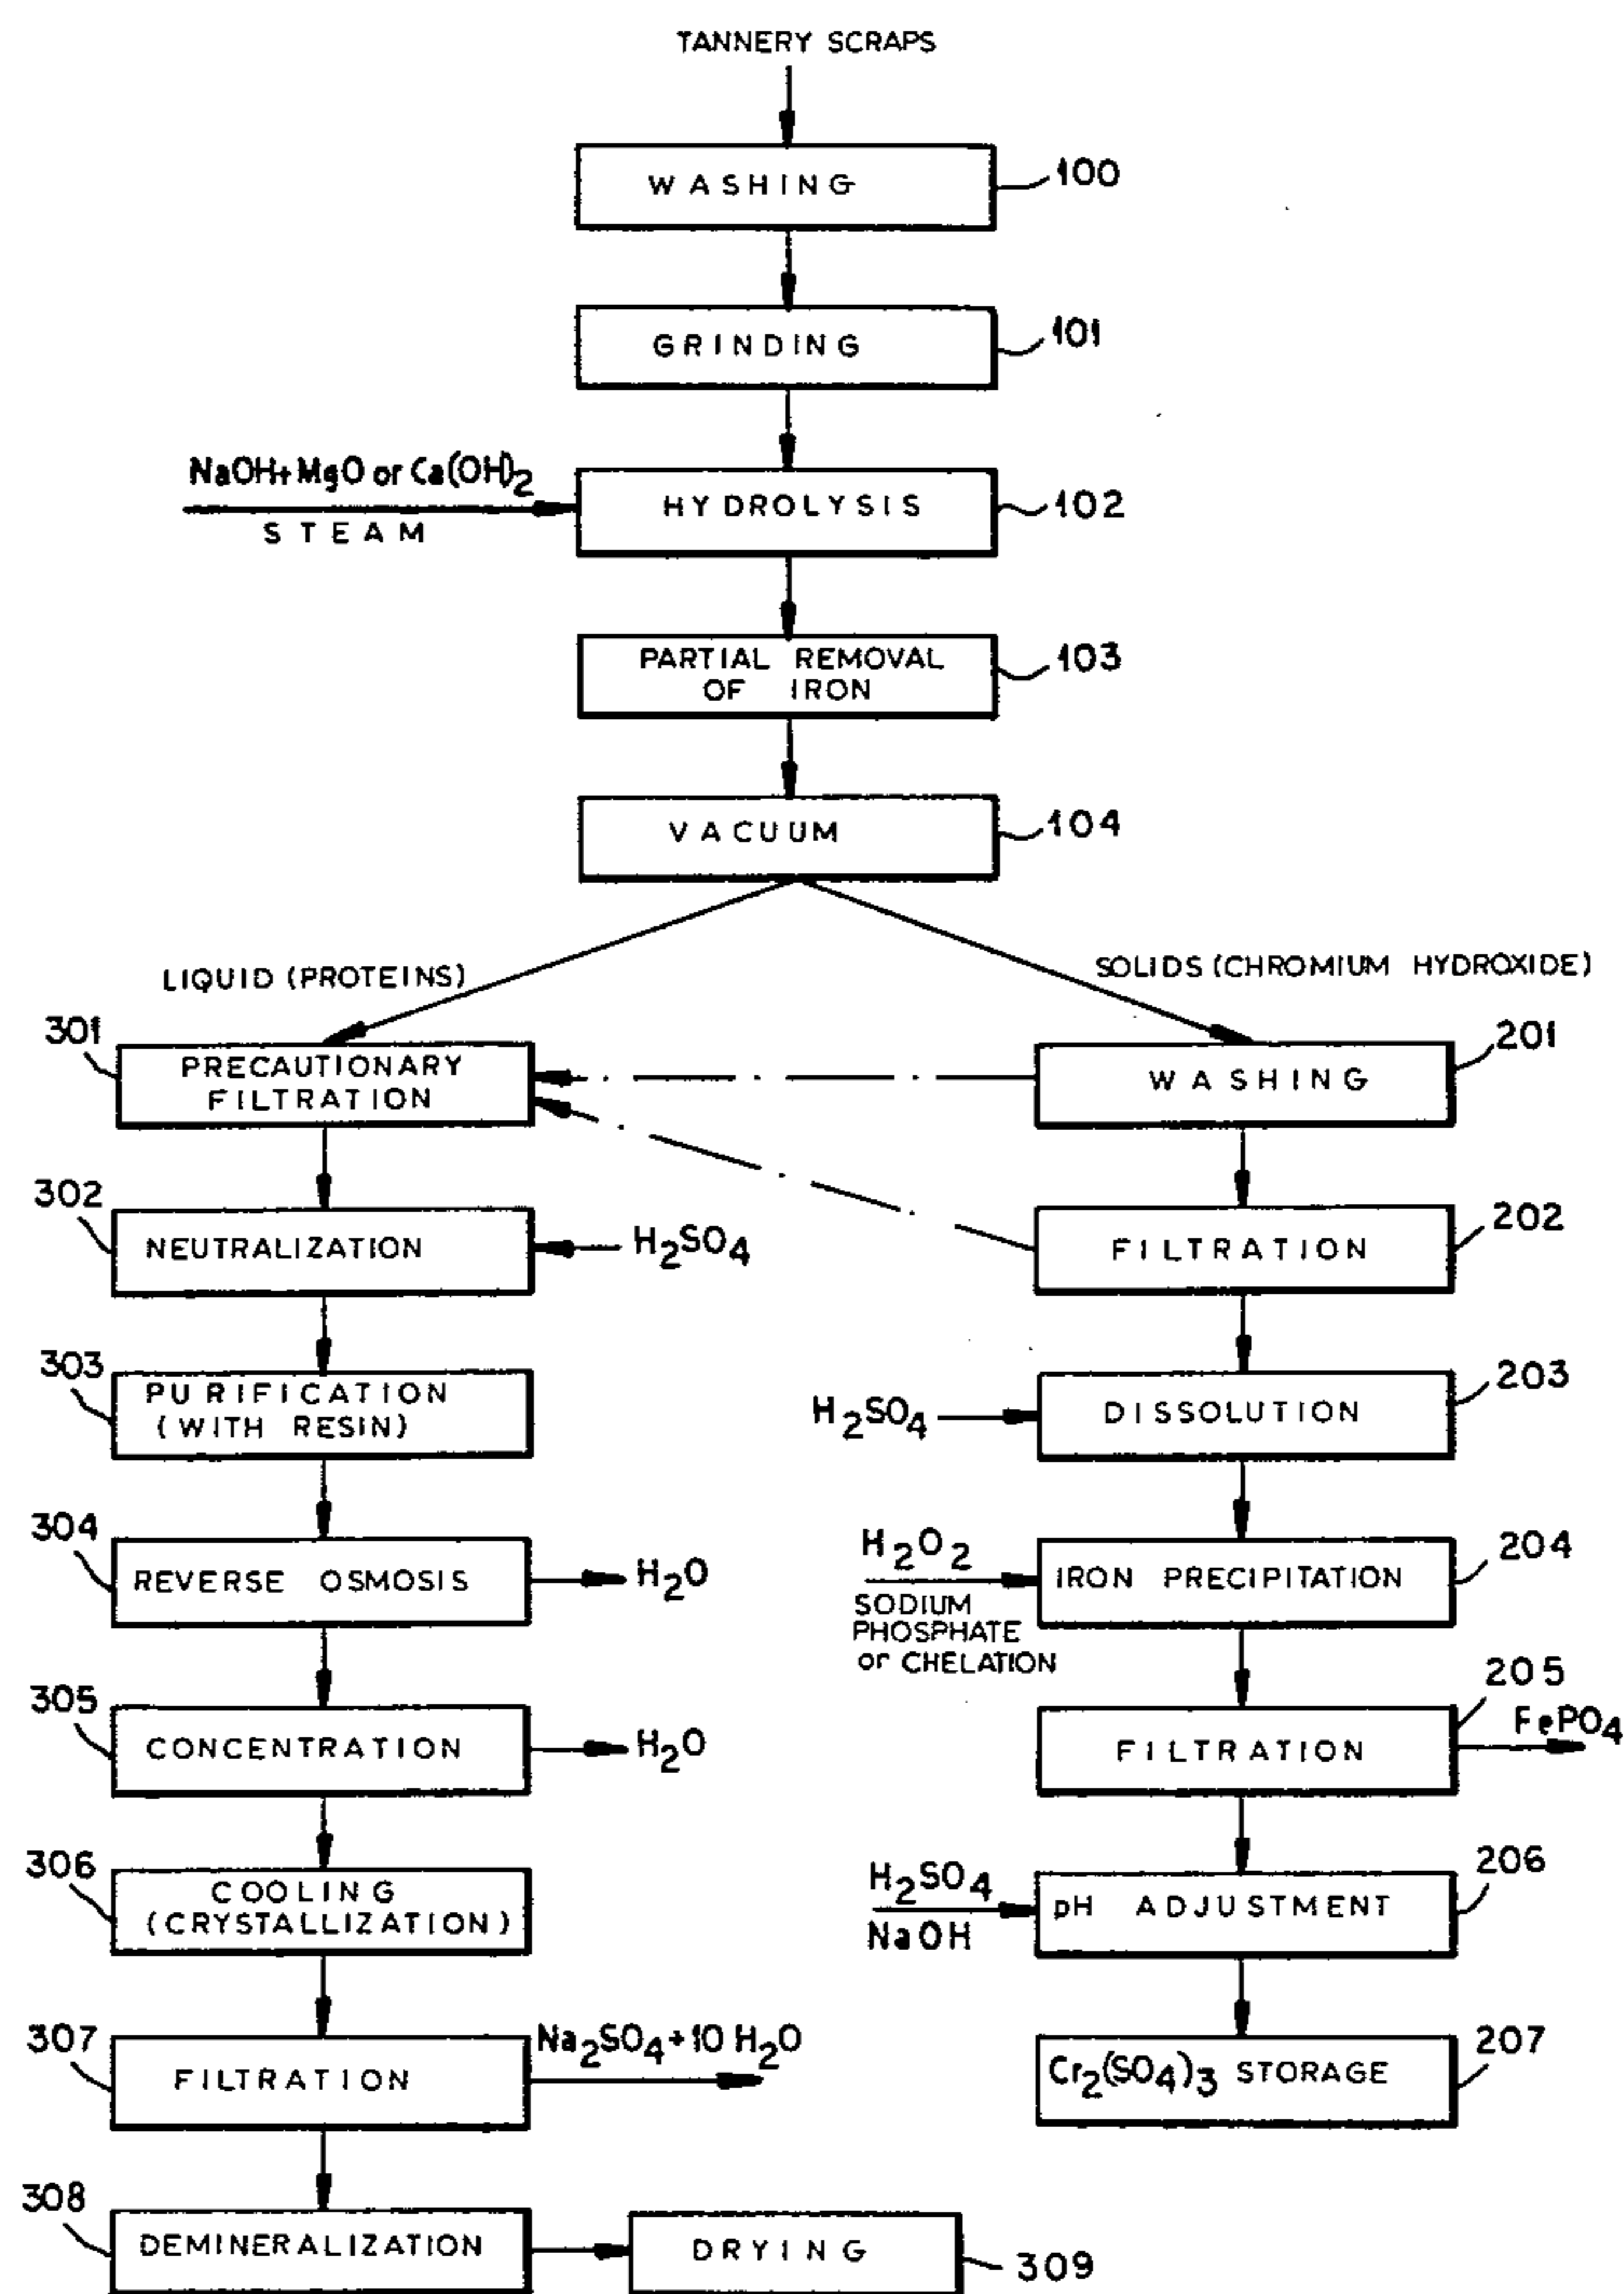 TANNERY SCRAPS
WASHING
100
GRINDING
101
NaOH+MgO or Ca(OH)2
STEAM
HYDROLYSIS
102
PARTIAL REMOVAL
OF IRON
103
VACUUM
104
LIQUID (PROTEINS)
SOLIDS (CHROMIUM HYDROXIDE)
301
PRECAUTIONARY
FILTRATION
WASHING
201
302
NEUTRALIZATION
H2SO4
FILTRATION
202
303
PURIFICATION
(WITH RESIN)
H2SO4
DISSOLUTION
203
304
REVERSE OSMOSIS
H2O
H2O2
SODIUM
PHOSPHATE
or CHELATION
IRON PRECIPITATION
204
305
CONCENTRATION
H2O
FILTRATION
205
FePO4
306
COOLING
(CRYSTALLIZATION)
H2SO4
NaOH
pH ADJUSTMENT
206
307
FILTRATION
Na2SO4+10 H2O
Cr2(SO4)3 STORAGE
207
308
DEMINERALIZATION
DRYING
309